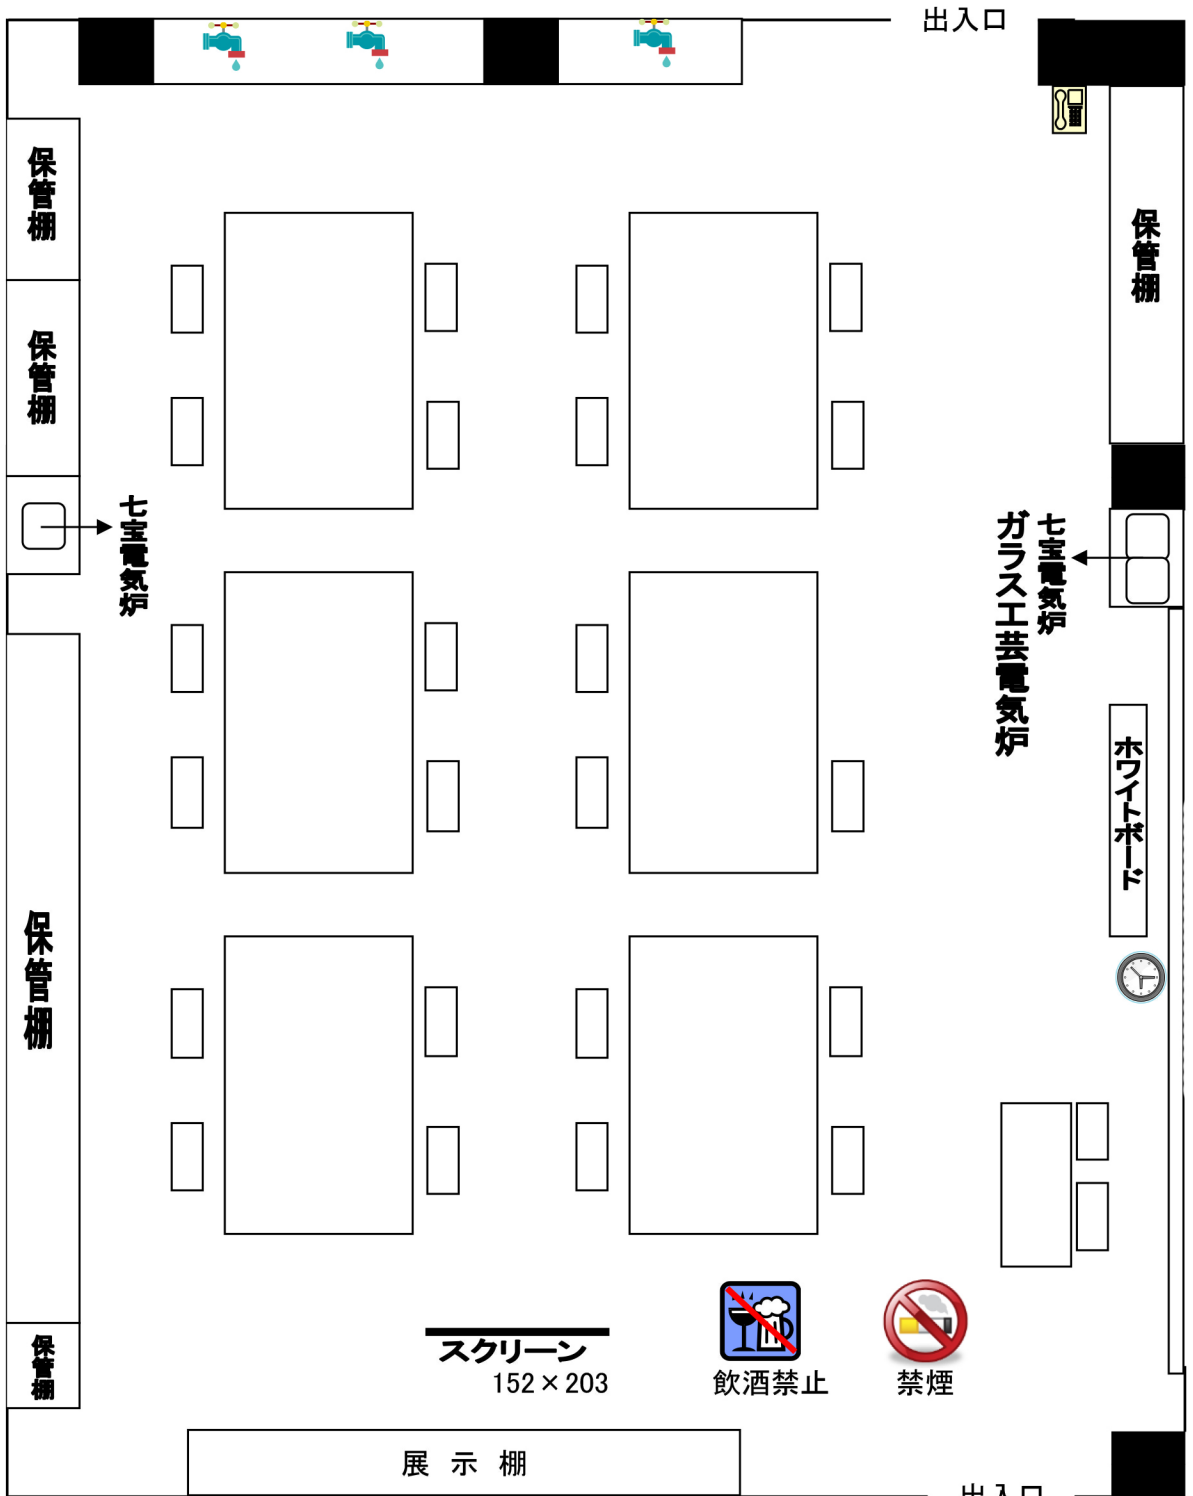 出入口
保管棚
保管棚
保管棚
七宝電気炉
七宝電気炉
ガラス工芸電気炉
ホワイトボード
保管棚
保管棚
スクリーン
152×203
飲酒禁止
禁煙
展示棚
出入口